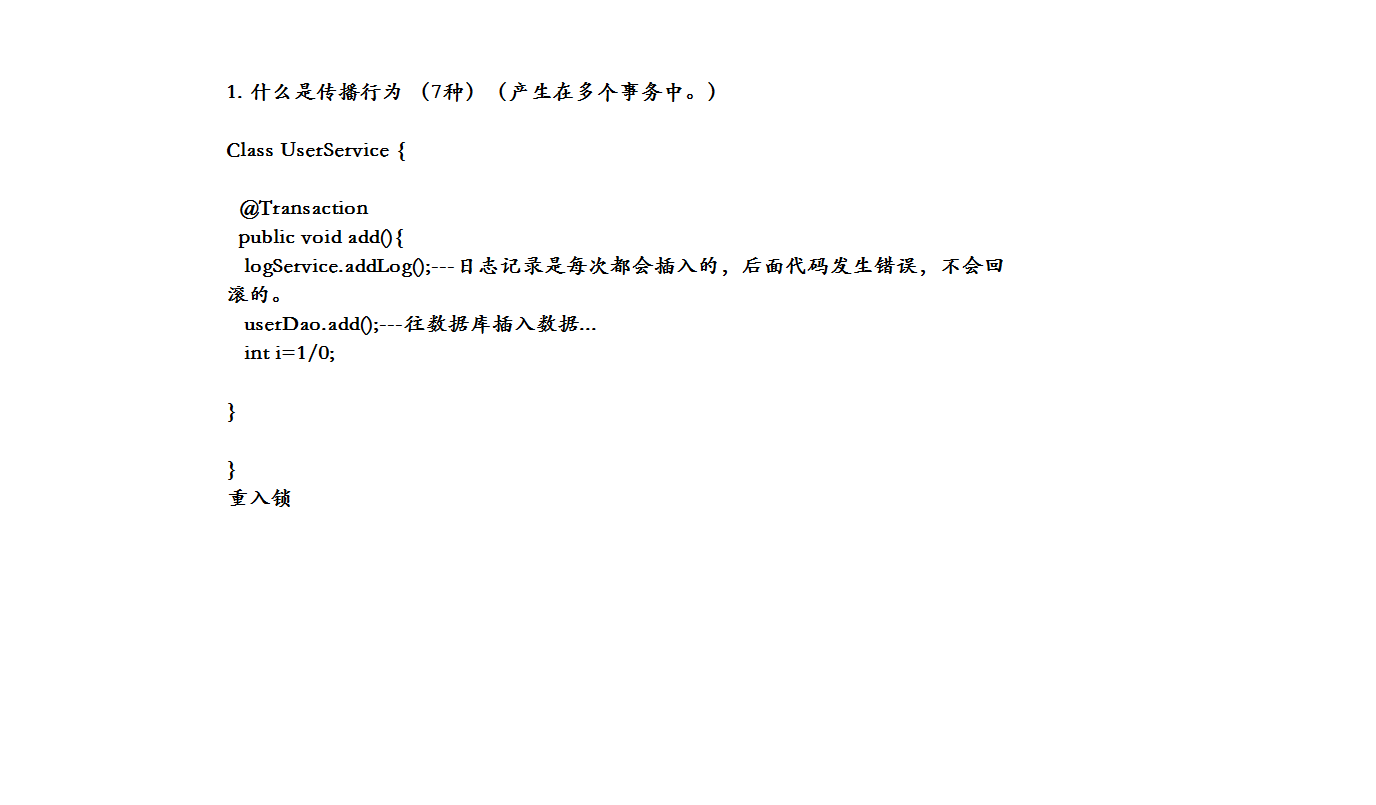 1. 什么是传播行为 （7种）（产生在多个事务中。）
Class UserService {
@Transaction
public void add(){
logService.addLog();---日志记录是每次都会插入的，后面代码发生错误，不会回
滚的。
userDao.add();---往数据库插入数据...
int i=1/0;
}
}
重入锁